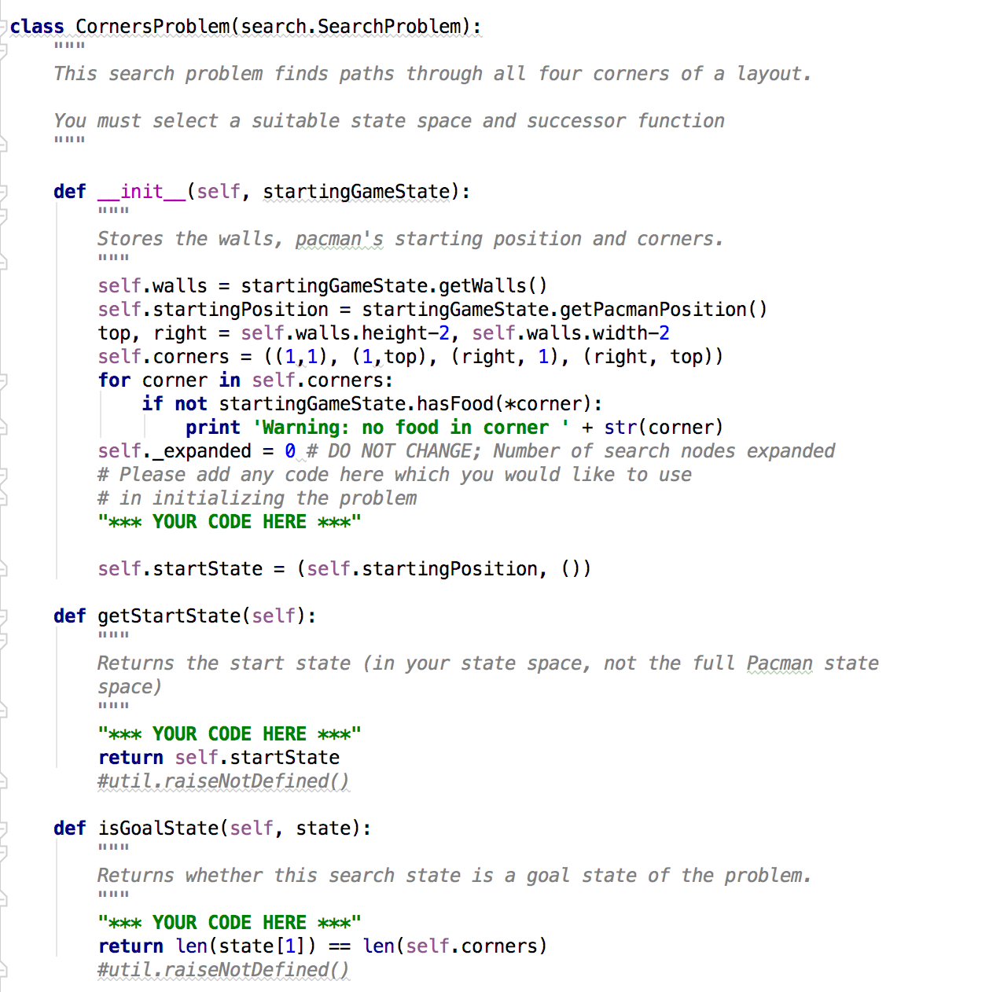 class CornersProblem(search.SearchProblem):
    """
    This search problem finds paths through all four corners of a layout.

    You must select a suitable state space and successor function
    """

    def __init__(self, startingGameState):
        """
        Stores the walls, pacman's starting position and corners.
        """
        self.walls = startingGameState.getWalls()
        self.startingPosition = startingGameState.getPacmanPosition()
        top, right = self.walls.height-2, self.walls.width-2
        self.corners = ((1,1), (1,top), (right, 1), (right, top))
        for corner in self.corners:
            if not startingGameState.hasFood(*corner):
                print 'Warning: no food in corner ' + str(corner)
        self._expanded = 0 # DO NOT CHANGE; Number of search nodes expanded
        # Please add any code here which you would like to use
        # in initializing the problem
        "*** YOUR CODE HERE ***"

        self.startState = (self.startingPosition, ())

    def getStartState(self):
        """
        Returns the start state (in your state space, not the full Pacman state
        space)
        """
        "*** YOUR CODE HERE ***"
        return self.startState
        #util.raiseNotDefined()

    def isGoalState(self, state):
        """
        Returns whether this search state is a goal state of the problem.
        """
        "*** YOUR CODE HERE ***"
        return len(state[1]) == len(self.corners)
        #util.raiseNotDefined()